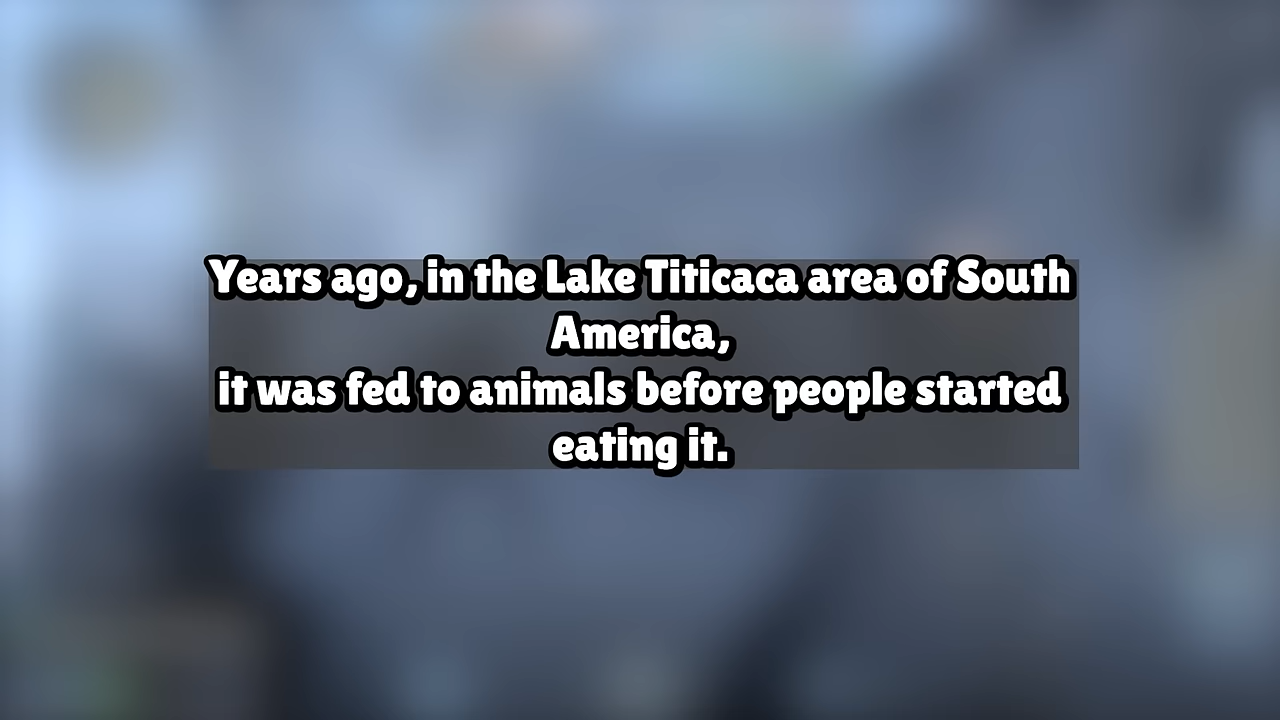 Years ago, in the Lake Titicaca area of South
America,
it was fed to animals before people started
eating it.